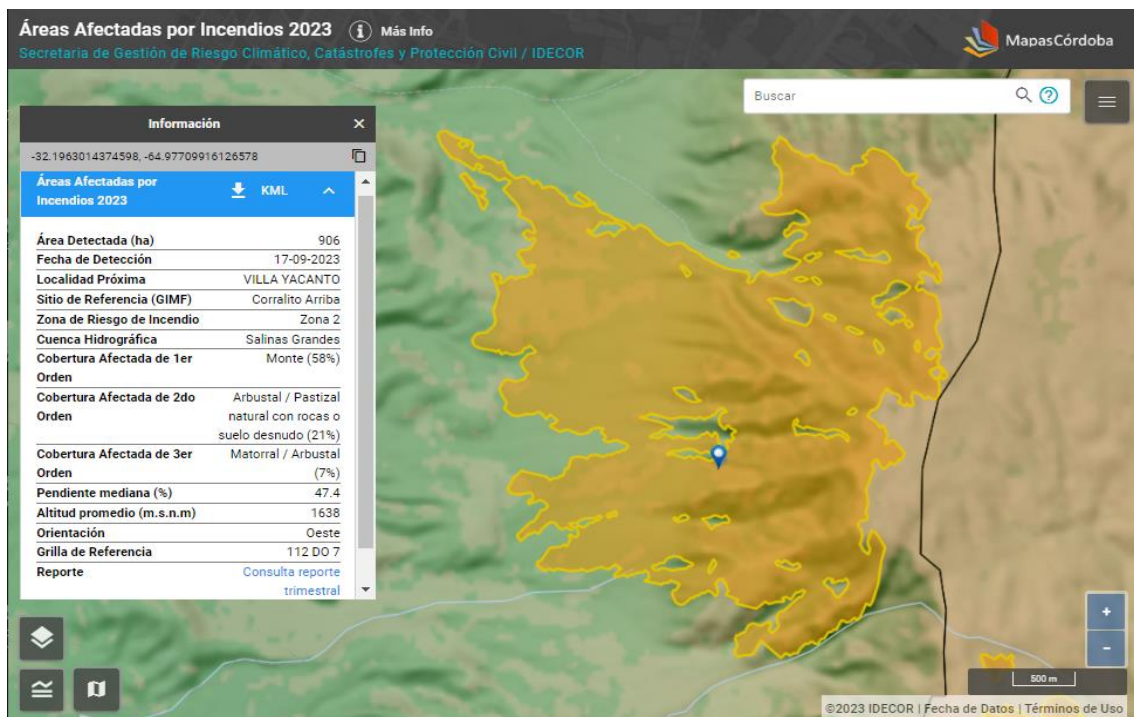 Áreas Afectadas por Incendios 2023 i Más Info
Secretaria de Gestión de Riesgo Climático, Catástrofes y Protección Civil / IDECOR
MapasCórdoba
Buscar
?
Información ×
-32.1963014374598, -64.97709916126578
Áreas Afectadas por
Incendios 2023
KML
Área Detectada (ha) 906
Fecha de Detección 17-09-2023
Localidad Próxima VILLA YACANTO
Sitio de Referencia (GIMF) Corralito Arriba
Zona de Riesgo de Incendio Zona 2
Cuenca Hidrográfica Salinas Grandes
Cobertura Afectada de 1er Monte (58%)
Orden
Cobertura Afectada de 2do Arbustal / Pastizal
Orden natural con rocas o
suelo desnudo (21%)
Cobertura Afectada de 3er Matorral / Arbustal
Orden (7%)
Pendiente mediana (%) 47.4
Altitud promedio (m.s.n.m) 1638
Orientación Oeste
Grilla de Referencia 112 DO 7
Reporte Consulta reporte
trimestral
+
-
500 m
©2023 IDECOR | Fecha de Datos | Términos de Uso